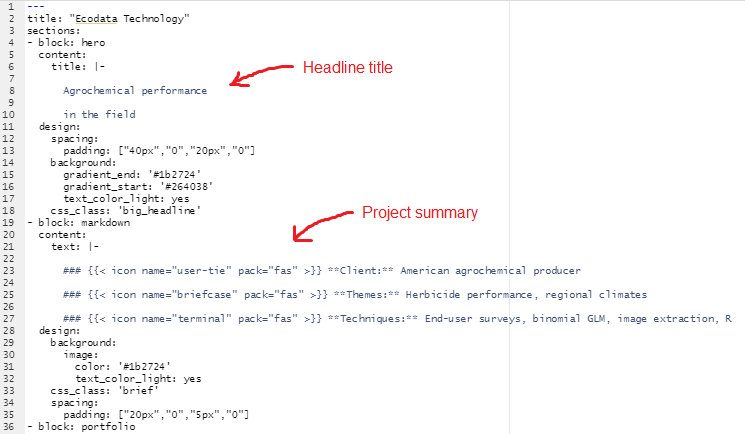 1 ---
2 title: "Ecodata Technology"
3 sections:
4 - block: hero
5   content:
6     title: |-
Headline title
7
8       Agrochemical performance
9
10       in the field
11   design:
12     spacing:
13       padding: ["40px","0","20px","0"]
14     background:
15       gradient_end: '#1b2724'
16       gradient_start: '#264038'
17       text_color_light: yes
18     css_class: 'big_headline'
Project summary
19 - block: markdown
20   content:
21     text: |-
22
23       ### {{< icon name="user-tie" pack="fas" >}} **Client:** American agrochemical producer
24
25       ### {{< icon name="briefcase" pack="fas" >}} **Themes:** Herbicide performance, regional climates
26
27       ### {{< icon name="terminal" pack="fas" >}} **Techniques:** End-user surveys, binomial GLM, image extraction, R
28   design:
29     background:
30       image:
31         color: '#1b2724'
32         text_color_light: yes
33     css_class: 'brief'
34     spacing:
35       padding: ["20px","0","5px","0"]
36 - block: portfolio